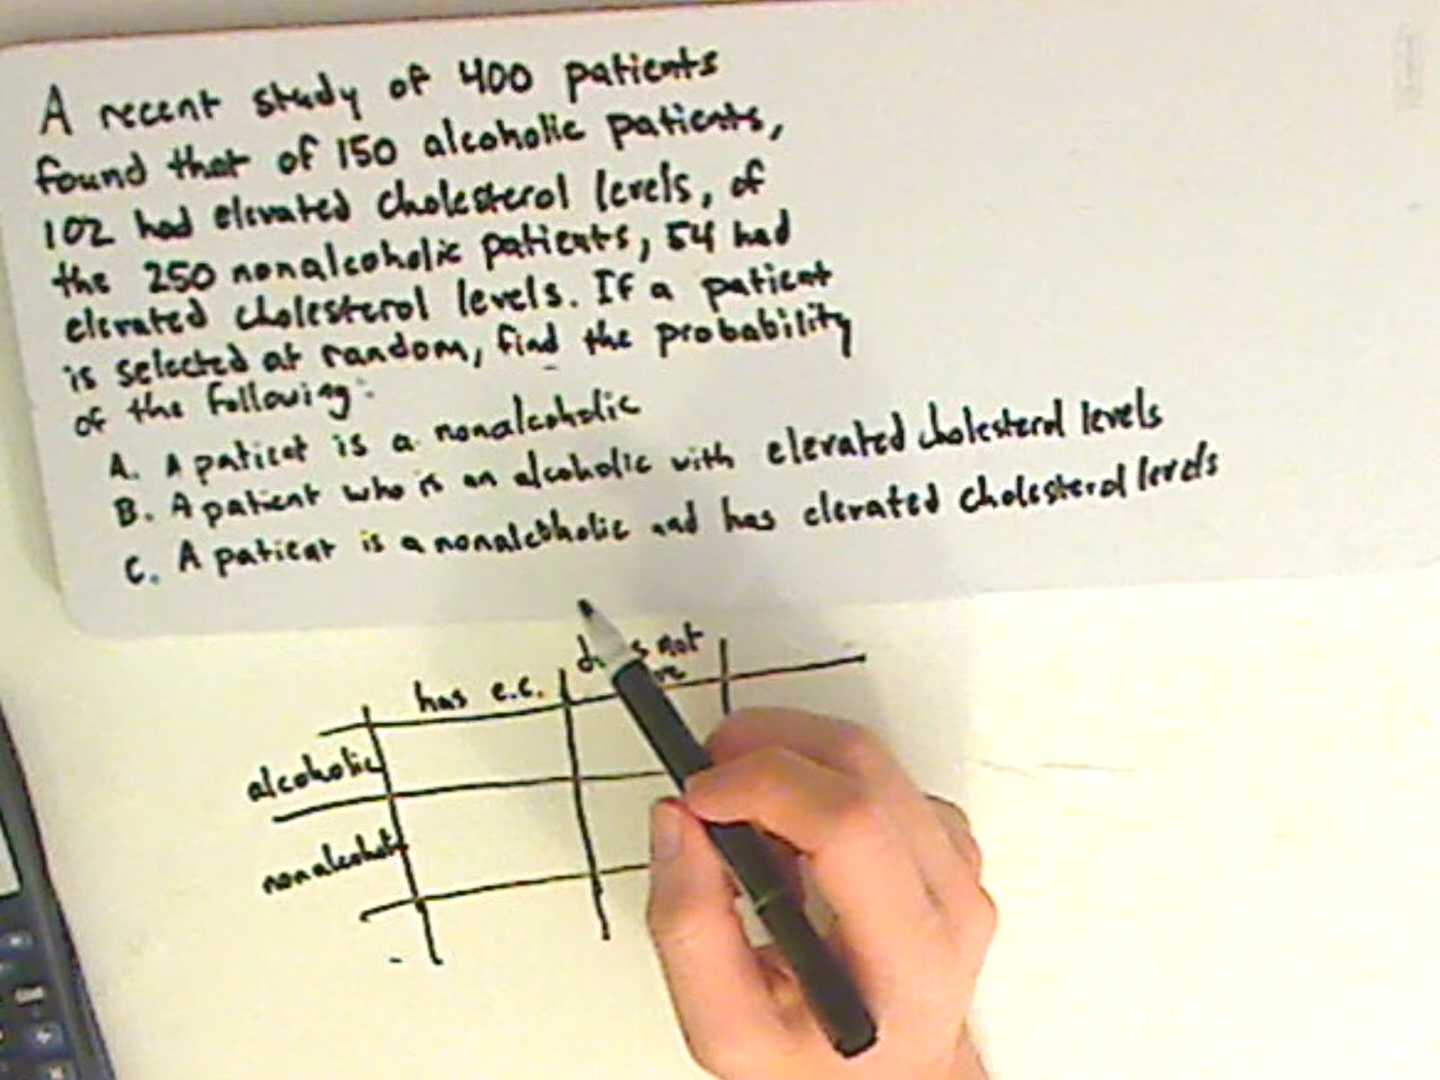 A recent study of 400 patients
found that of 150 alcoholic patients,
102 had elevated cholesterol levels, of
the 250 nonalcoholic patients, 54 had
elevated cholesterol levels. If a patient
is selected at random, find the probability
of the following:
A. A patient is a nonalcoholic
B. A patient who is an alcoholic with elevated cholesterol levels
C. A patient is a nonalcoholic and has elevated cholesterol levels
not
has e.c.
alcoholic
nonalcoholic